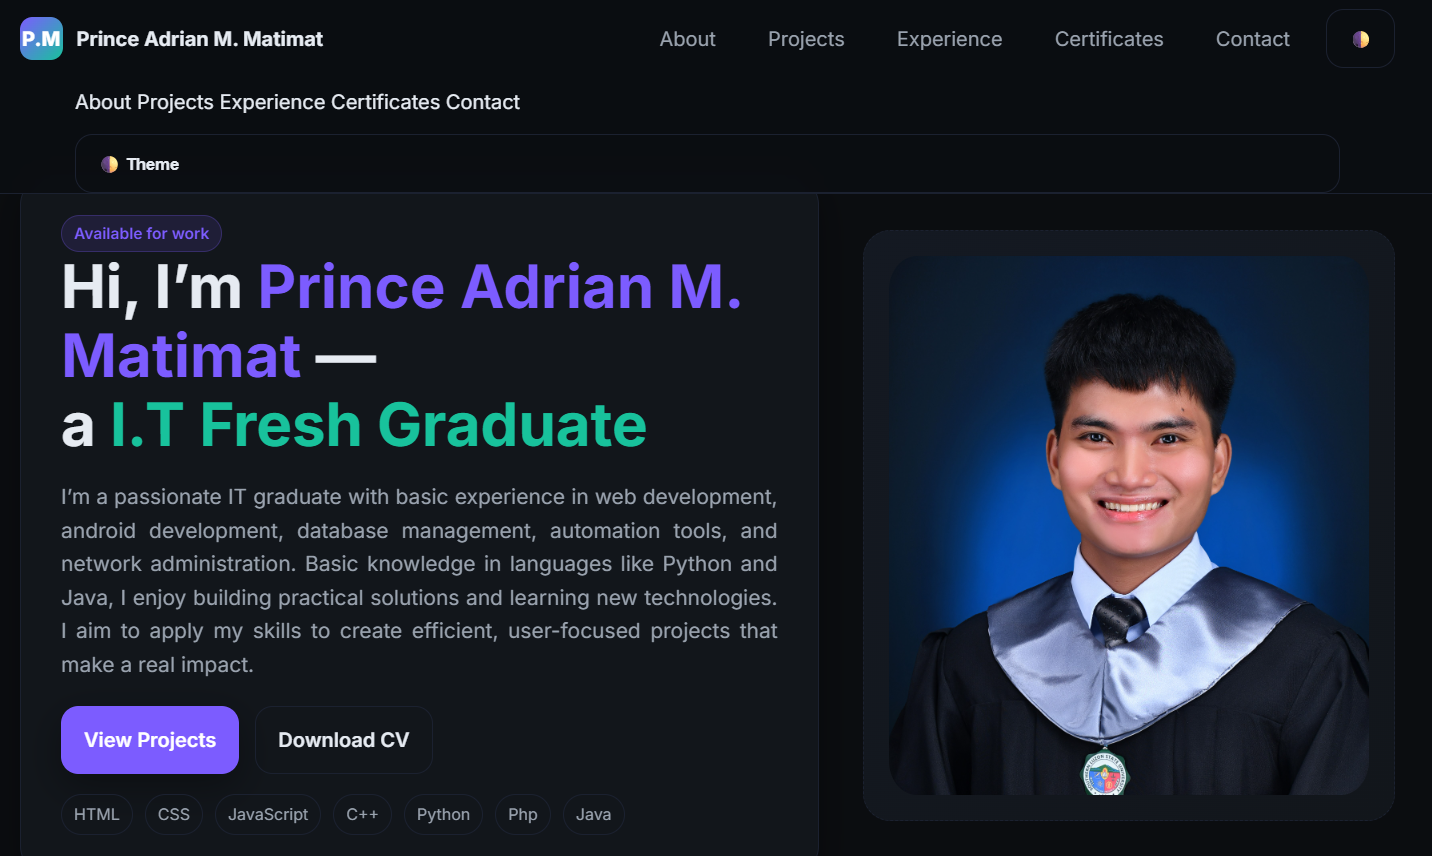 P.M Prince Adrian M. Matimat
About Projects Experience Certificates Contact
About Projects Experience Certificates Contact
Theme
Available for work
Hi, I’m Prince Adrian M.
Matimat —
a I.T Fresh Graduate
I’m a passionate IT graduate with basic experience in web development,
android development, database management, automation tools, and
network administration. Basic knowledge in languages like Python and
Java, I enjoy building practical solutions and learning new technologies.
I aim to apply my skills to create efficient, user-focused projects that
make a real impact.
View Projects Download CV
HTML CSS JavaScript C++ Python Php Java